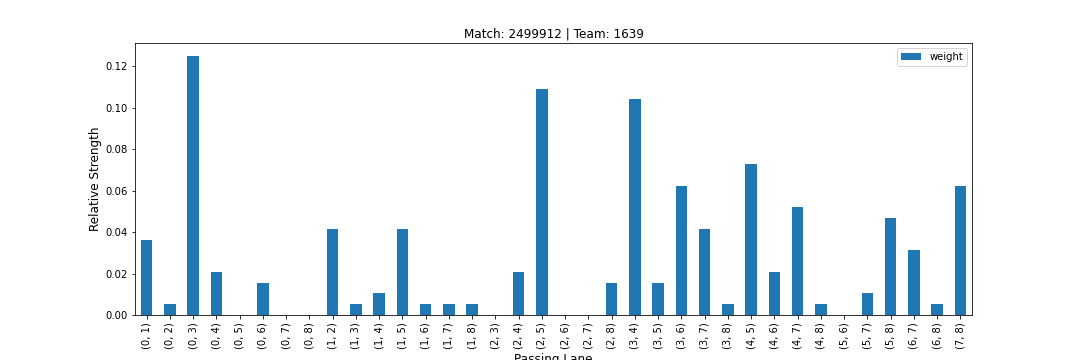 Match: 2499912 | Team: 1639
weight
Relative Strength
0.12
0.10
0.08
0.06
0.04
0.02
0.00
(0, 1) (0, 2) (0, 3) (0, 4) (0, 5) (0, 6) (0, 7) (0, 8) (1, 2) (1, 3) (1, 4) (1, 5) (1, 6) (1, 7) (1, 8) (2, 3) (2, 4) (2, 5) (2, 6) (2, 7) (2, 8) (3, 4) (3, 5) (3, 6) (3, 7) (3, 8) (4, 5) (4, 6) (4, 7) (4, 8) (5, 6) (5, 7) (5, 8) (6, 7) (6, 8) (7, 8)
Passing Lane